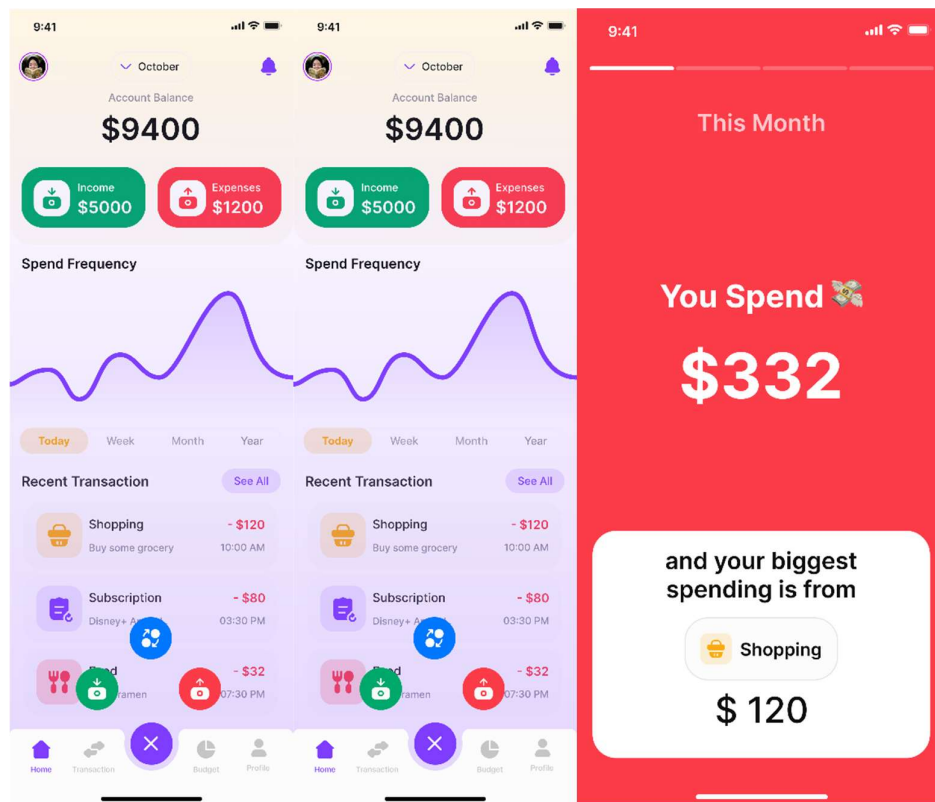 9:41
October
Account Balance
$9400
Income
$5000
Expenses
$1200
Spend Frequency
Today Week Month Year
Recent Transaction See All
Shopping - $120
Buy some grocery 10:00 AM
Subscription - $80
Disney+ 03:30 PM
- $32
ramen 07:30 PM
Home Transaction Budget Profile
9:41
October
Account Balance
$9400
Income
$5000
Expenses
$1200
Spend Frequency
Today Week Month Year
Recent Transaction See All
Shopping - $120
Buy some grocery 10:00 AM
Subscription - $80
Disney+ 03:30 PM
- $32
ramen 07:30 PM
Home Transaction Budget Profile
9:41
This Month
You Spend
$332
and your biggest
spending is from
Shopping
$ 120